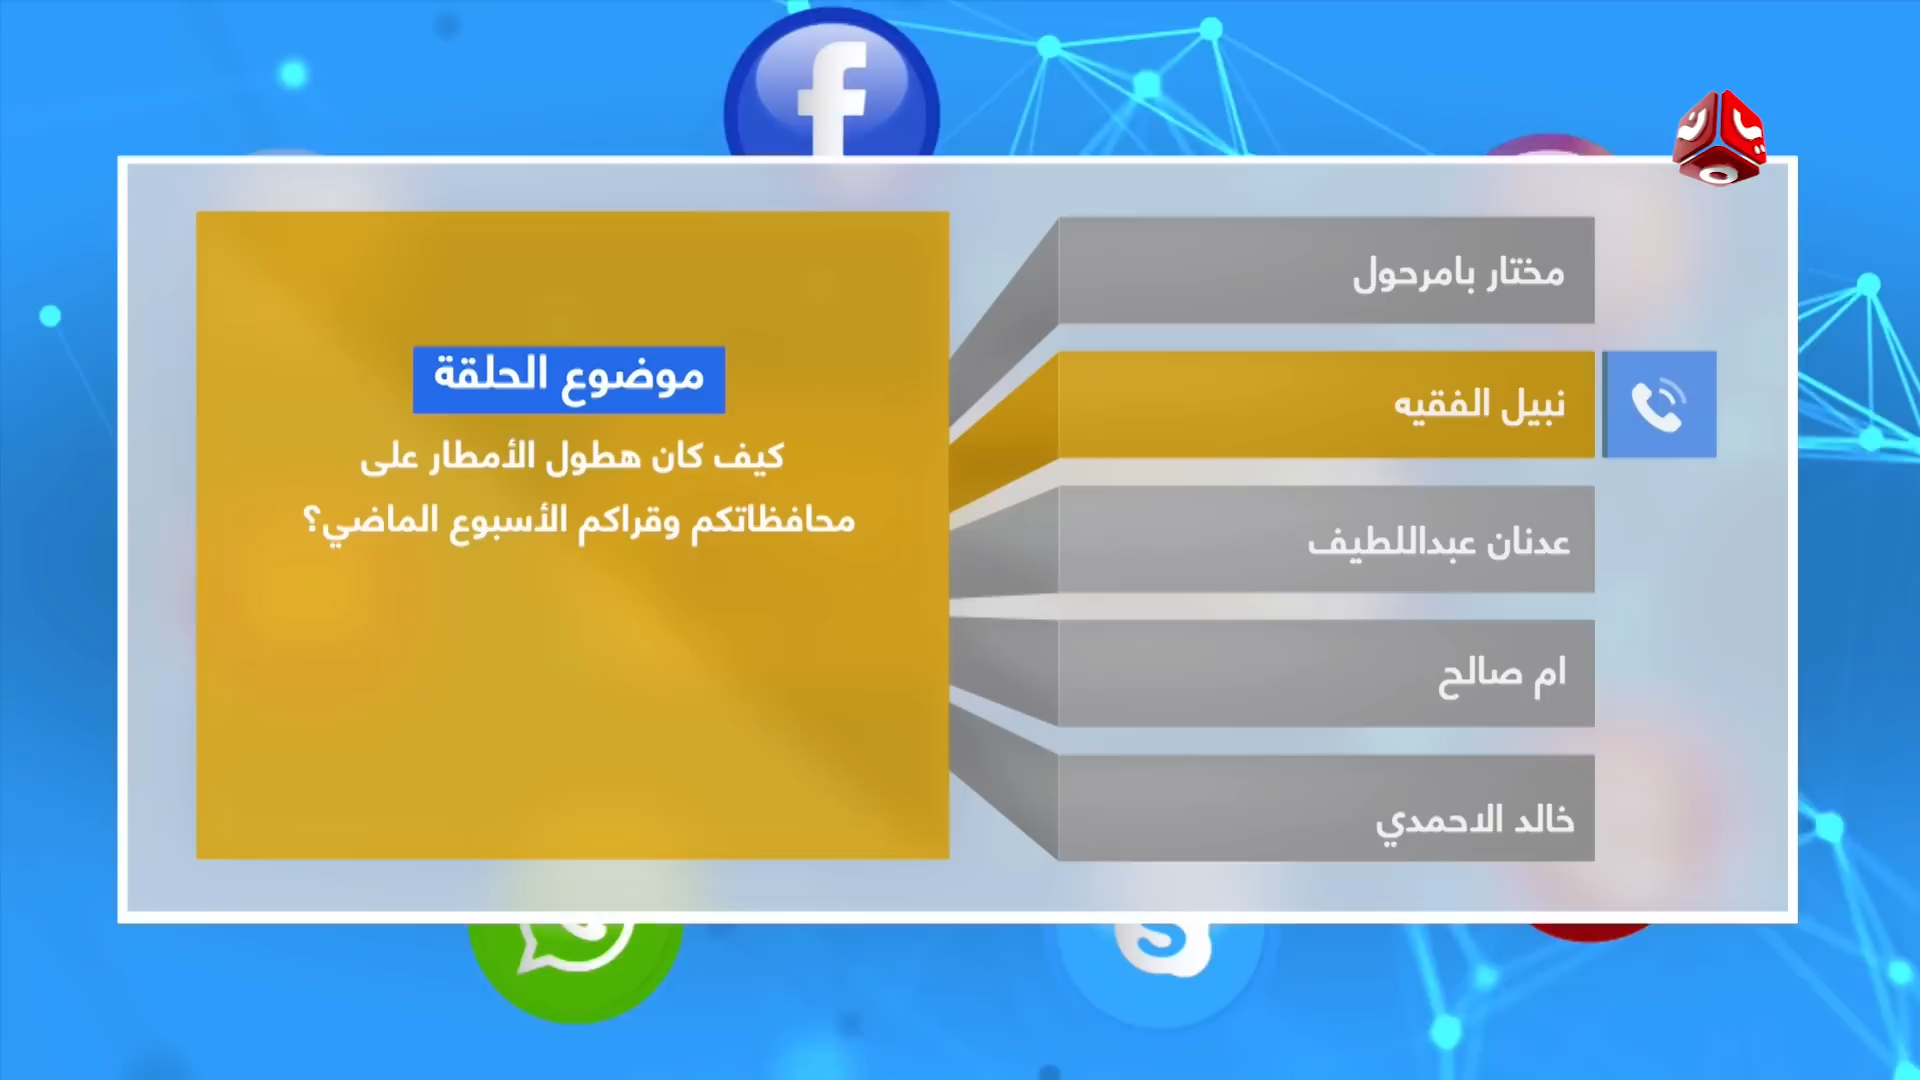 موضوع الحلقة
كيف كان هطول الأمطار على
محافظاتكم وقراكم الأسبوع الماضي؟
مختار بامرحول
نبيل الفقيه
عدنان عبداللطيف
ام صالح
خالد الاحمدي